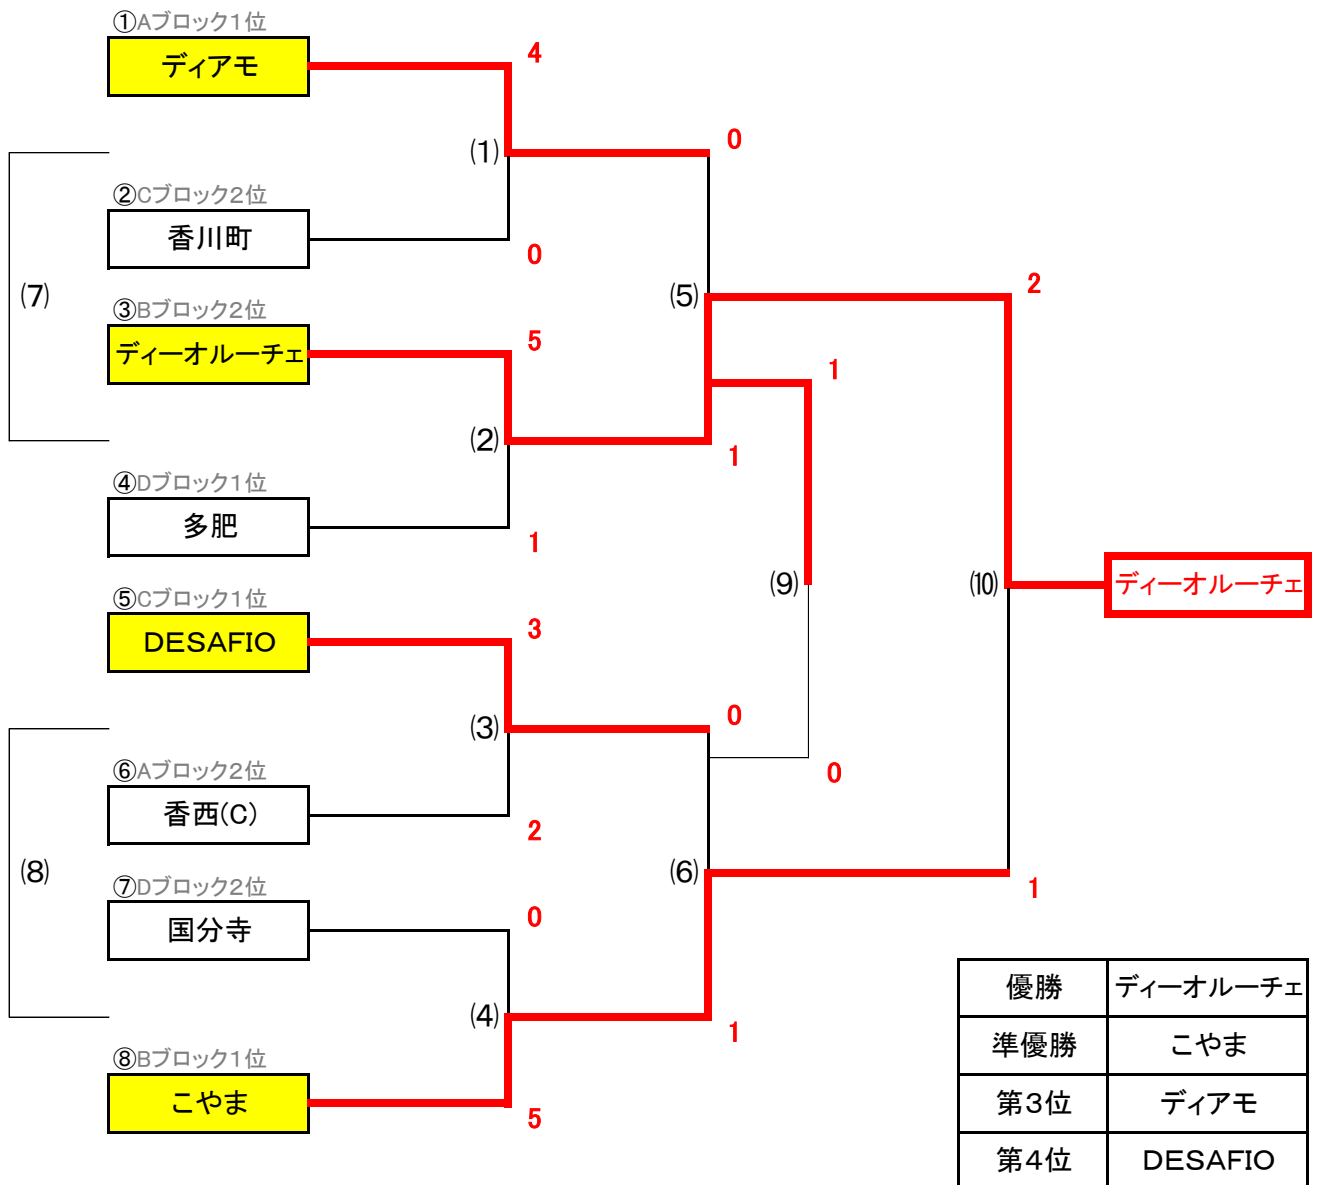 ①Aブロック1位
ディアモ
4
(1)
0
②Cブロック2位
香川町
0
(7)
③Bブロック2位
ディーオルーチェ
5
(5)
2
1
(2)
1
④Dブロック1位
多肥
1
⑤Cブロック1位
DESAFIO
3
(9)
(10)
ディーオルーチェ
(3)
0
⑥Aブロック2位
香西(C)
2
0
(8)
⑦Dブロック2位
国分寺
0
(6)
1
(4)
1
⑧Bブロック1位
こやま
5
優勝 ディーオルーチェ
準優勝 こやま
第3位 ディアモ
第4位 DESAFIO